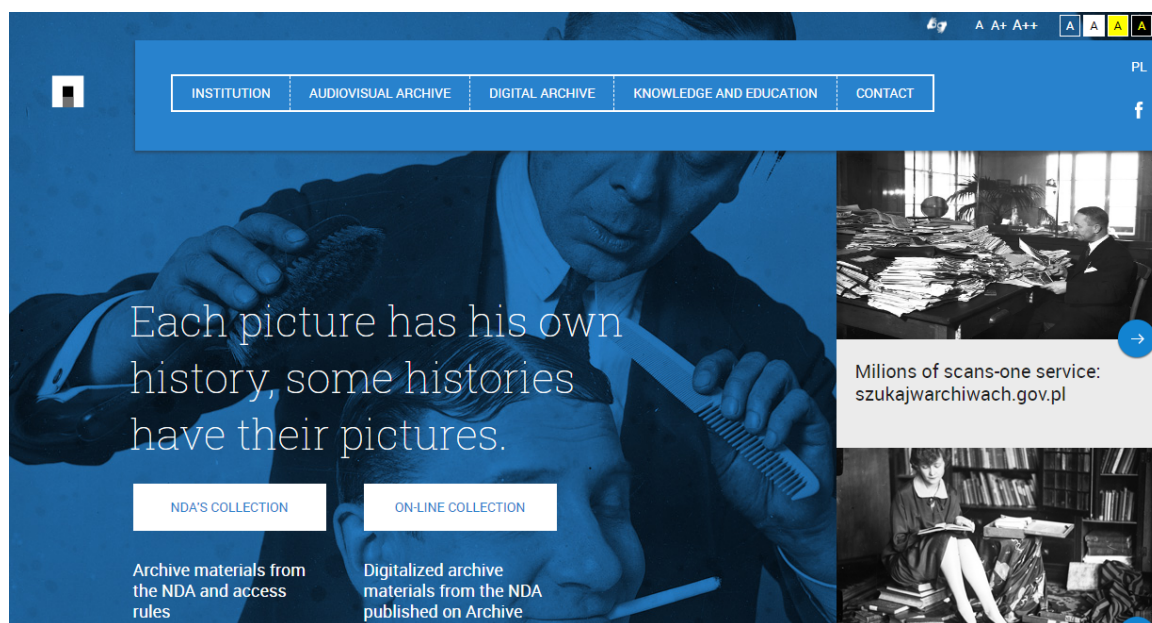 A A+ A++ A A A A
PL
INSTITUTION AUDIOVISUAL ARCHIVE DIGITAL ARCHIVE KNOWLEDGE AND EDUCATION CONTACT
f
Each picture has his own
history, some histories
have their pictures.
NDA'S COLLECTION
Archive materials from
the NDA and access
rules
ON-LINE COLLECTION
Digitalized archive
materials from the NDA
published on Archive
Milions of scans-one service:
szukajwarchiwach.gov.pl